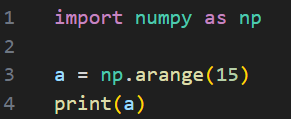 1 import numpy as np
2
3 a = np.arange(15)
4 print(a)